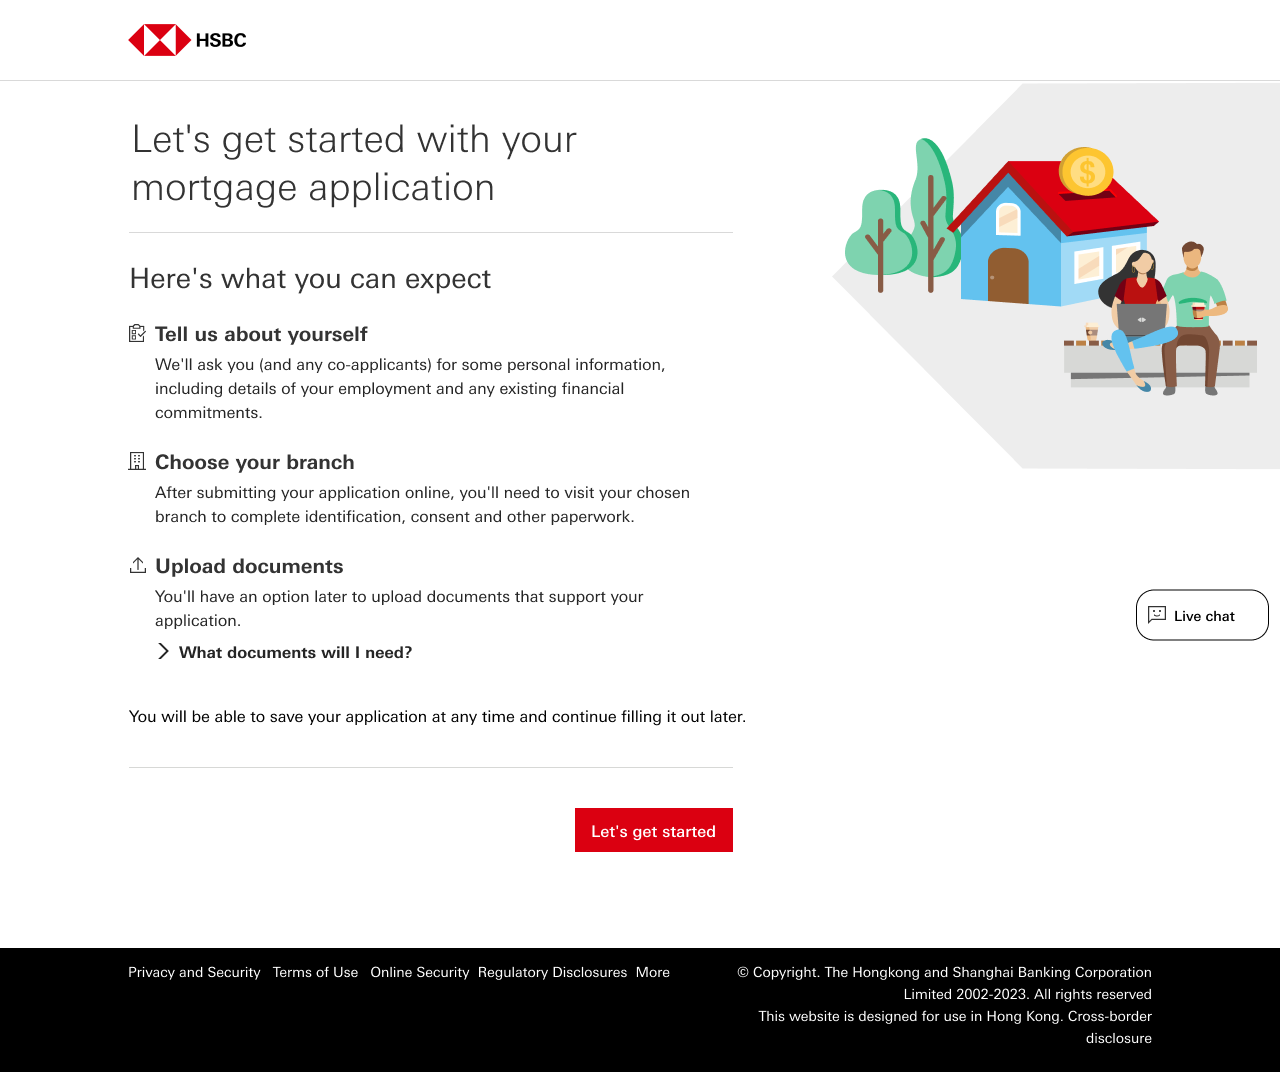 HSBC
Let's get started with your
mortgage application
Here's what you can expect
Tell us about yourself
We'll ask you (and any co-applicants) for some personal information,
including details of your employment and any existing financial
commitments.
Choose your branch
After submitting your application online, you'll need to visit your chosen
branch to complete identification, consent and other paperwork.
Upload documents
You'll have an option later to upload documents that support your
application.
What documents will I need?
You will be able to save your application at any time and continue filling it out later.
Let's get started
$
Live chat
Privacy and Security Terms of Use Online Security Regulatory Disclosures More
© Copyright. The Hongkong and Shanghai Banking Corporation
Limited 2002-2023. All rights reserved
This website is designed for use in Hong Kong. Cross-border
disclosure